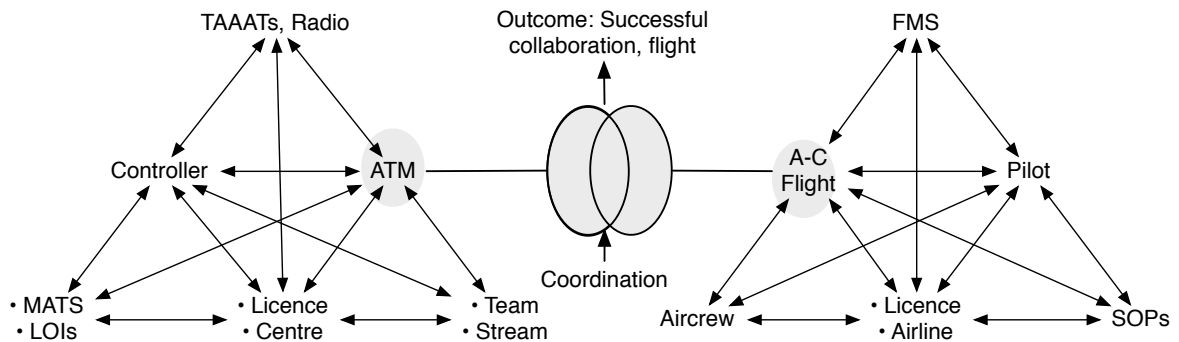 TAAATs, Radio
Outcome: Successful
collaboration, flight
FMS
Controller
ATM
A-C
Flight
Pilot
Coordination
• MATS
• LOIs
• Licence
• Centre
• Team
• Stream
Aircrew
• Licence
• Airline
SOPs